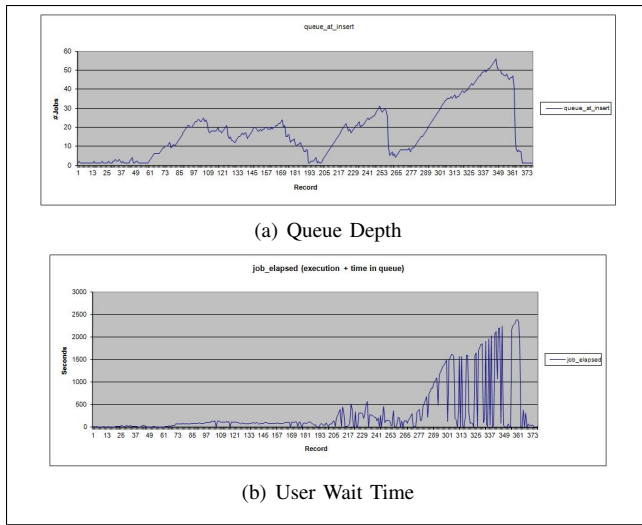 queue_at_insert
60
50
40
30
20
10
0
#Jobs
queue_at_insert
1 13 25 37 49 61 73 85 97 109 121 133 145 157 169 181 193 205 217 229 241 253 265 277 289 301 313 325 337 349 361 373
Record
(a) Queue Depth
job_elapsed (execution + time in queue)
3000
2500
2000
1500
1000
500
0
Seconds
job_elapsed
1 13 25 37 49 61 73 85 97 109 121 133 145 157 169 181 193 205 217 229 241 253 265 277 289 301 313 325 337 349 361 373
Record
(b) User Wait Time